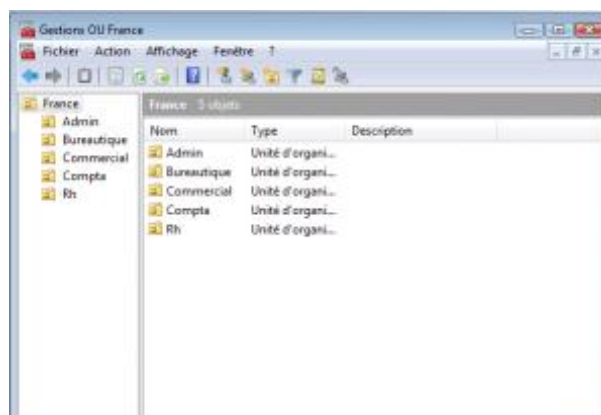 Gestions OU France
Fichier Action Affichage Fenêtre ?
France
Admin
Bureautique
Commercial
Compta
Rh
France 5 objets
Nom Type Description
Admin Unité d'organi...
Bureautique Unité d'organi...
Commercial Unité d'organi...
Compta Unité d'organi...
Rh Unité d'organi...